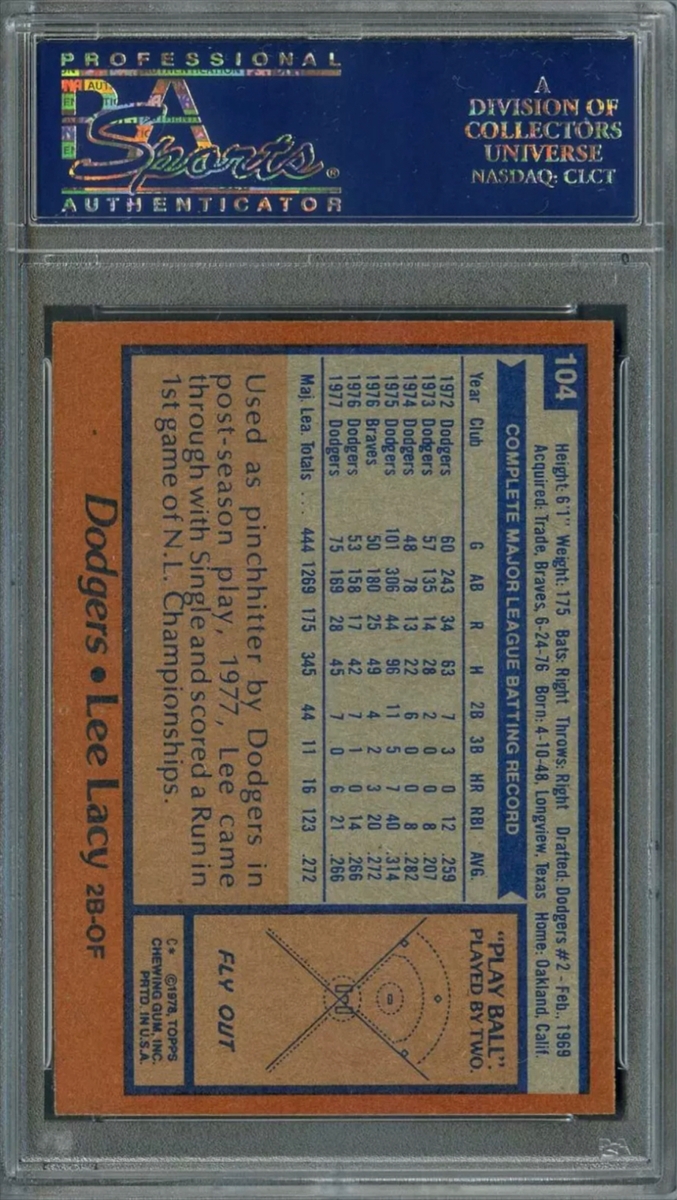 PROFESSIONAL
PSA
Sports®
AUTHENTICATOR
A
DIVISION OF
COLLECTORS
UNIVERSE
NASDAQ: CLCT
104
Height: 6'1" Weight: 175 Bats: Right Throws: Right Drafted: Dodgers #2 - Feb., 1969
Acquired: Trade, Braves, 6-24-76 Born: 4-10-48, Longview, Texas Home: Oakland, Calif.
COMPLETE MAJOR LEAGUE BATTING RECORD
Year Club G AB R H 2B 3B HR RBI AVG.
1972 Dodgers 60 243 34 63 7 3 0 12 .259
1973 Dodgers 57 135 14 28 2 0 0 8 .207
1974 Dodgers 48 78 13 22 6 0 0 8 .282
1975 Dodgers 101 306 44 96 11 5 7 40 .314
1976 Braves 50 180 25 49 4 2 3 20 .272
1976 Dodgers 53 158 17 42 7 1 0 14 .266
1977 Dodgers 75 169 28 45 7 0 6 21 .266
Maj. Lea. Totals .... 444 1269 175 345 44 11 16 123 .272
Used as pinchhitter by Dodgers in
post-season play, 1977, Lee came
through with Single and scored a Run in
1st game of N.L. Championships.
"PLAY BALL"
PLAYED BY TWO.
FLY OUT
C* ©1978, TOPPS
CHEWING GUM, INC.
PRTD. IN U.S.A.
Dodgers • Lee Lacy 2B-OF
PSA